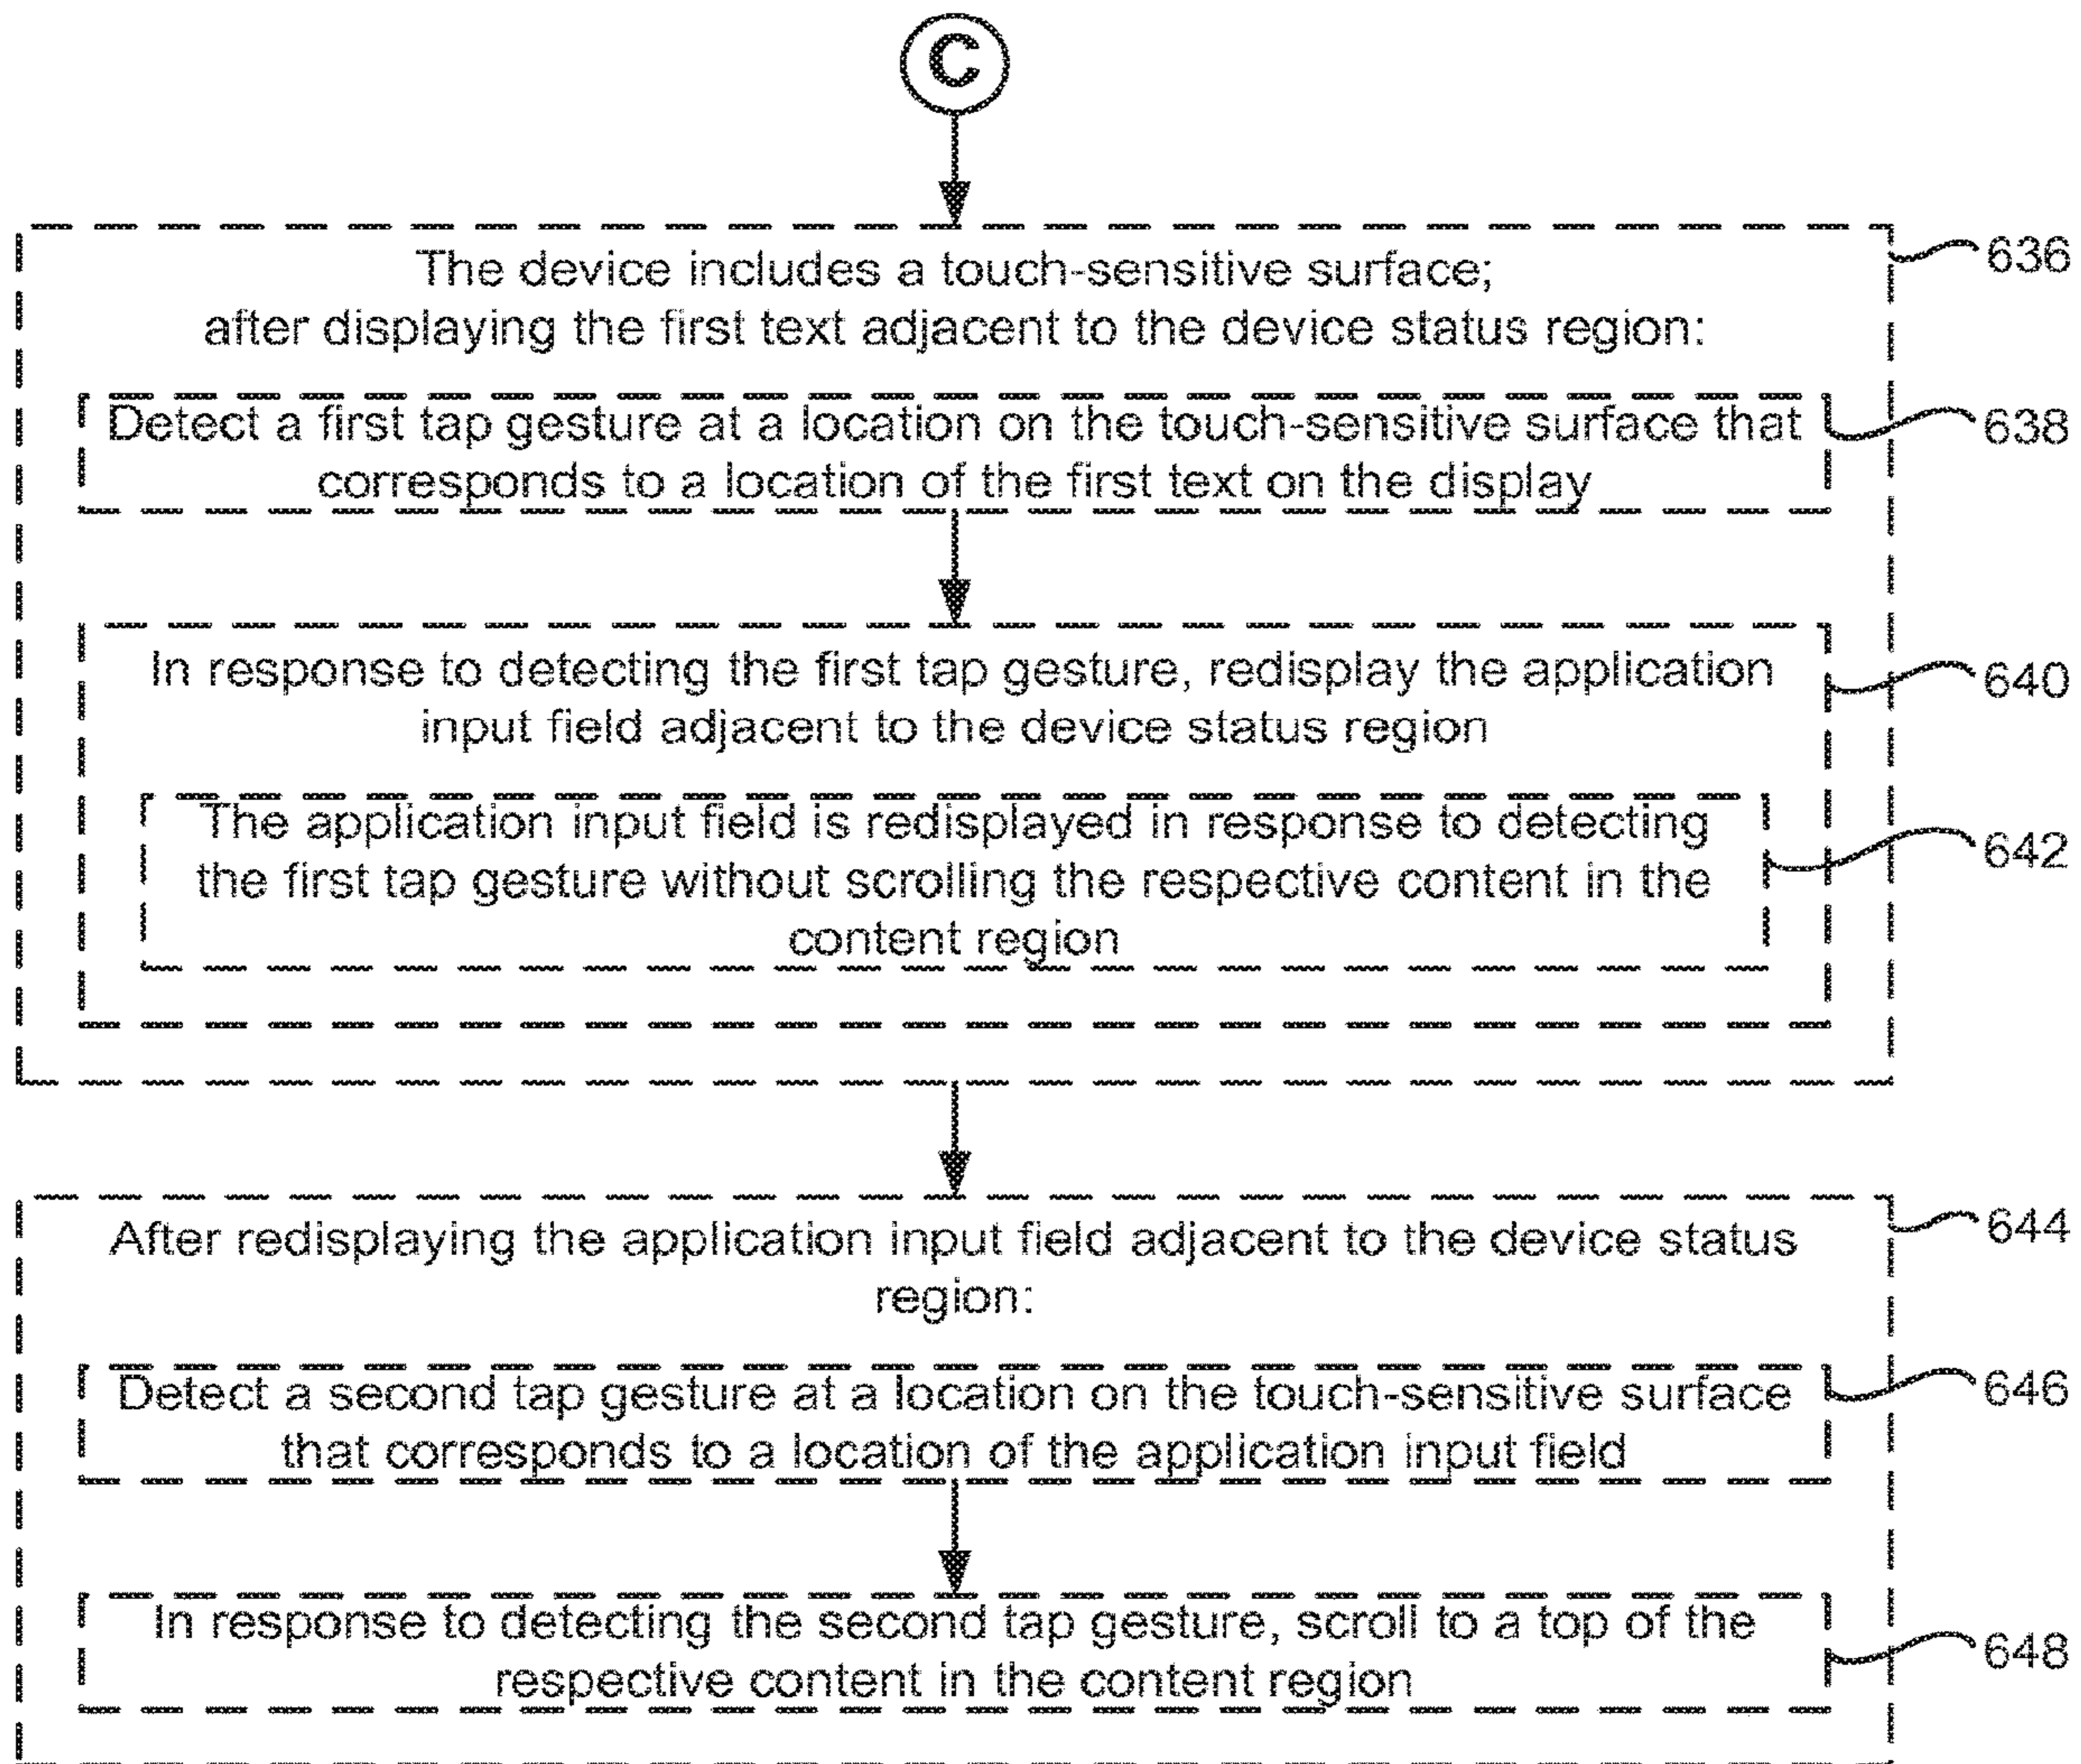 C
The device includes a touch-sensitive surface;
after displaying the first text adjacent to the device status region:
636
Detect a first tap gesture at a location on the touch-sensitive surface that
corresponds to a location of the first text on the display
638
In response to detecting the first tap gesture, redisplay the application
input field adjacent to the device status region
640
The application input field is redisplayed in response to detecting
the first tap gesture without scrolling the respective content in the
content region
642
After redisplaying the application input field adjacent to the device status
region:
644
Detect a second tap gesture at a location on the touch-sensitive surface
that corresponds to a location of the application input field
646
In response to detecting the second tap gesture, scroll to a top of the
respective content in the content region
648